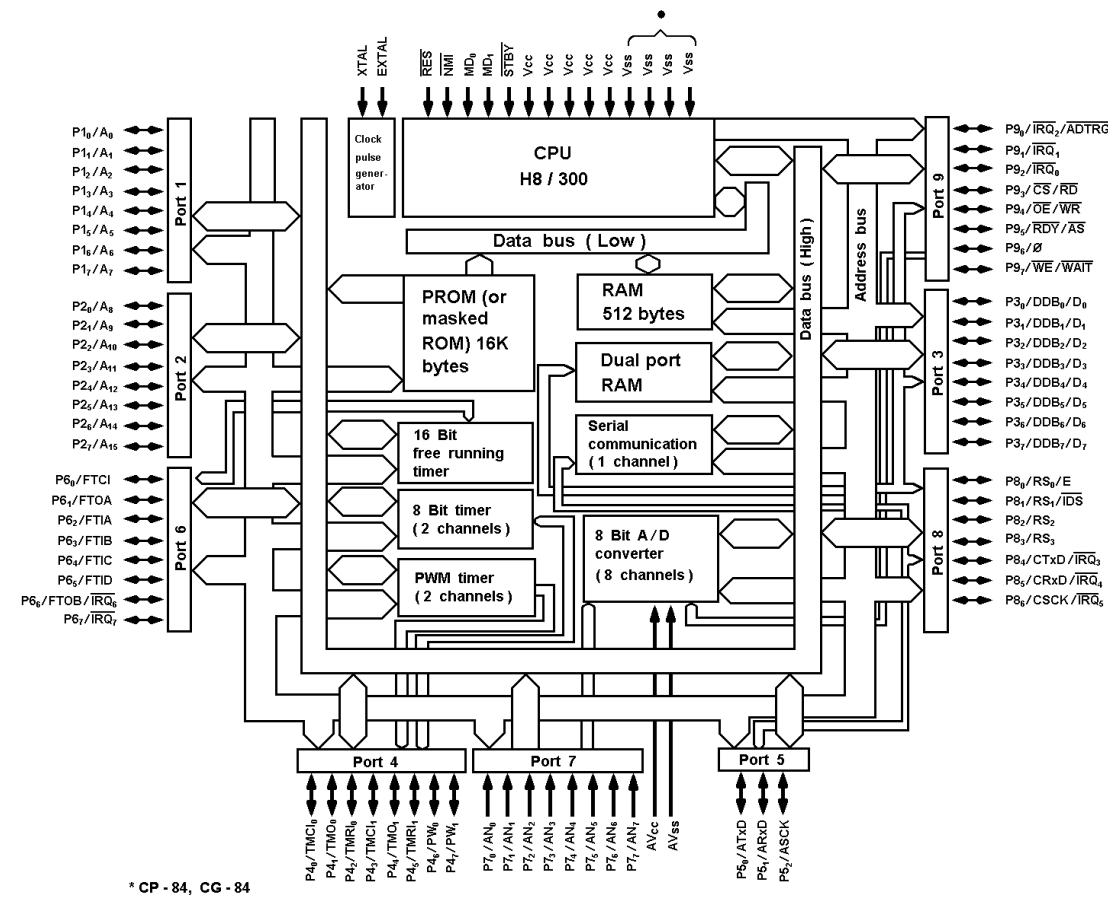 XTAL
EXTAL
RES
NMI
MD0
MD1
STBY
Vcc
Vcc
Vcc
Vcc
Vcc
Vss
Vss
Vss
Vss
Clock
pulse
gener-
ator
CPU
H8 / 300
Data bus ( Low )
PROM (or
masked
ROM) 16K
bytes
RAM
512 bytes
Dual port
RAM
16 Bit
free running
timer
Serial
communication
( 1 channel )
8 Bit timer
( 2 channels )
8 Bit A/D
converter
(8 channels )
PWM timer
( 2 channels )
Data bus ( High )
Address bus
Port 1
P10/A0
P11/A1
P12/A2
P13/A3
P14/A4
P15/A5
P16/A6
P17/A7
Port 2
P20/A8
P21/A9
P22/A10
P23/A11
P24/A12
P25/A13
P26/A14
P27/A15
Port 6
P60/FTCI
P61/FTOA
P62/FTIA
P63/FTIB
P64/FTIC
P65/FTID
P66/FTOB/IRQ6
P67/IRQ7
Port 9
P90/IRQ2/ADTRG
P91/IRQ1
P92/IRQ0
P93/CS/RD
P94/OE/WR
P95/RDY/AS
P96/Ø
P97/WE/WAIT
Port 3
P30/DDB0/D0
P31/DDB1/D1
P32/DDB2/D2
P33/DDB3/D3
P34/DDB4/D4
P35/DDB5/D5
P36/DDB6/D6
P37/DDB7/D7
Port 8
P80/RS0/E
P81/RS1/IDS
P82/RS2
P83/RS3
P84/CTxD/IRQ3
P85/CRxD/IRQ4
P86/CSCK/IRQ5
Port 4
Port 7
Port 5
P40/TMCI0
P41/TMO0
P42/TMRI0
P43/TMCI1
P44/TMO1
P45/TMRI1
P46/PW0
P47/PW1
P70/AN0
P71/AN1
P72/AN2
P73/AN3
P74/AN4
P75/AN5
P76/AN6
P77/AN7
AVcc
AVss
P50/ATxD
P51/ARxD
P52/ASCK
* CP - 84, CG - 84